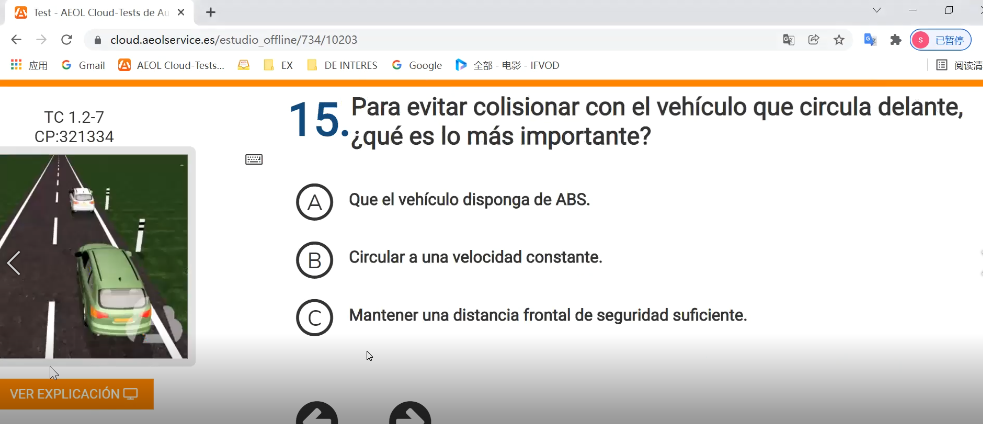 Test - AEOL Cloud-Tests de Au
cloud.aeolservice.es/estudio_offline/734/10203
S 已暂停
应用 Gmail AEOL Cloud-Tests... EX DE INTERES Google 全部 - 电影 - IFVOD 阅读清
TC 1.2-7
CP:321334
15. Para evitar colisionar con el vehículo que circula delante,
¿qué es lo más importante?
A Que el vehículo disponga de ABS.
B Circular a una velocidad constante.
C Mantener una distancia frontal de seguridad suficiente.
VER EXPLICACIÓN